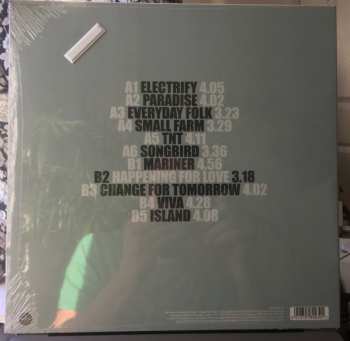 A1 ELECTRIFY 4.05
A2 PARADISE 4.02
A3 EVERYDAY FOLK 3.23
A4 SMALL FARM 3.29
A5 TNT 4.11
A6 SONGBIRD 3.36
B1 MARINER 4.56
B2 HAPPENING FOR LOVE 3.18
B3 CHANGE FOR TOMORROW 4.02
B4 VIVA 4.28
B5 ISLAND 4.08